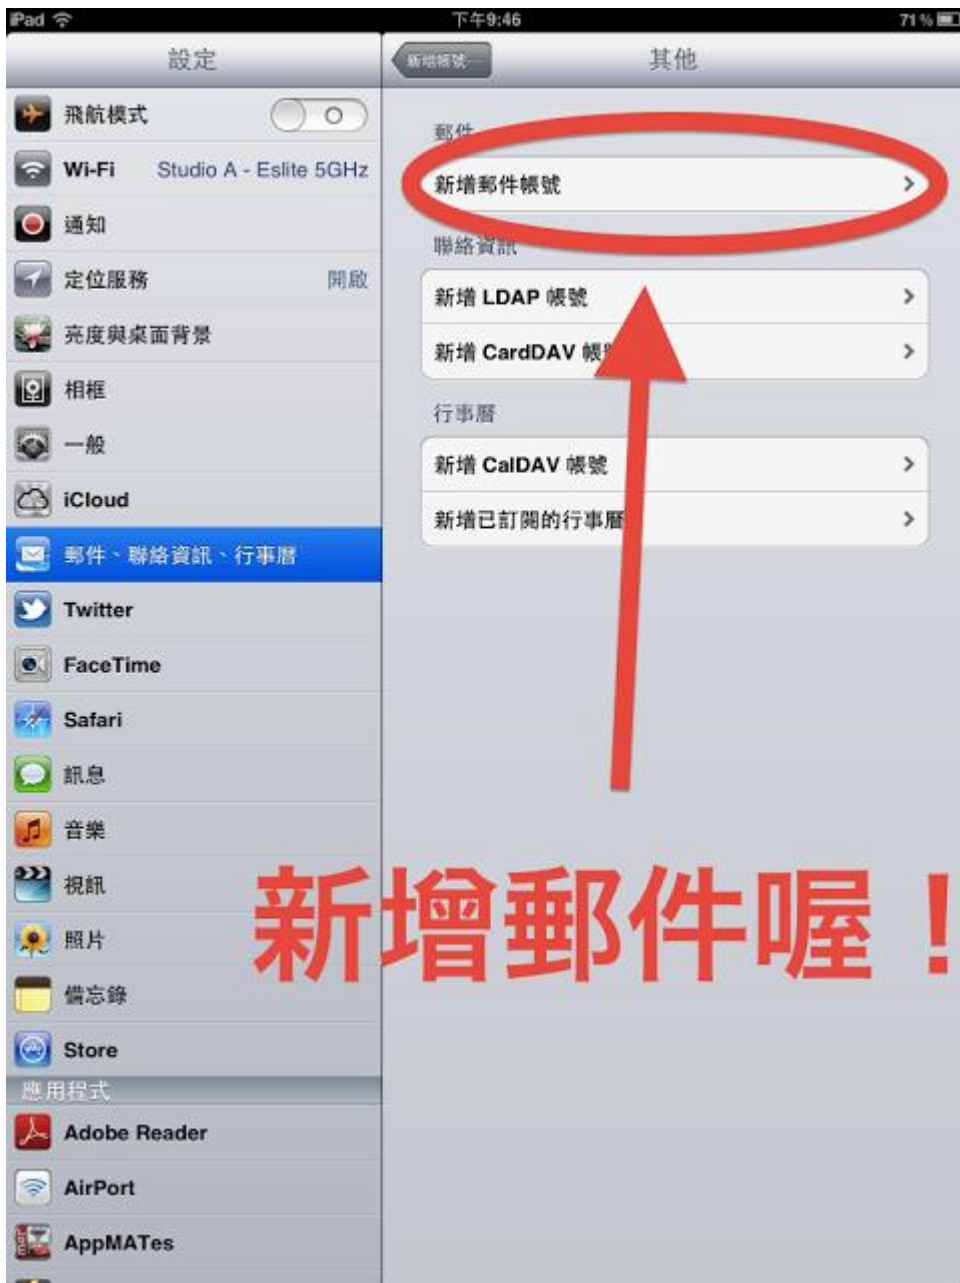 iPad 下午9:46 71%
設定
飛航模式
Wi-Fi Studio A - Eslite 5GHz
通知
定位服務 開啟
亮度與桌面背景
相框
一般
iCloud
郵件、聯絡資訊、行事曆
Twitter
FaceTime
Safari
訊息
音樂
視訊
照片
備忘錄
Store
應用程式
Adobe Reader
AirPort
AppMATes
新增帳號⋯
其他
郵件
新增郵件帳號
聯絡資訊
新增 LDAP 帳號
新增 CardDAV 帳號
行事曆
新增 CalDAV 帳號
新增已訂閱的行事曆
新增郵件喔！